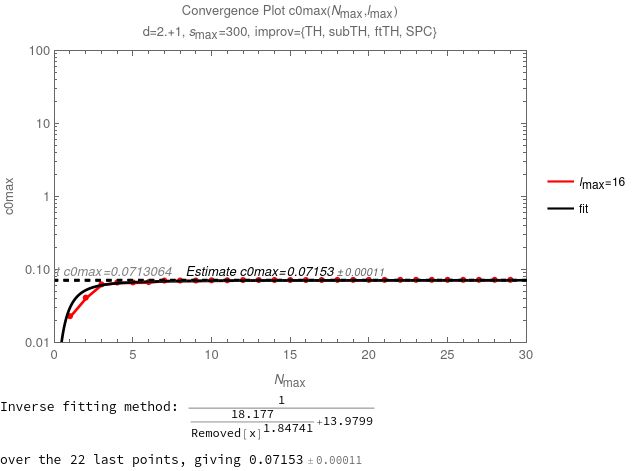 Convergence Plot c0max(Nmax,lmax)
d=2.+1, smax=300, improv={TH, subTH, ftTH, SPC}
100
10
1
0.10
0.01
c0max
c0max=0.0713064 Estimate c0max=0.07153 ±0.00011
0 5 10 15 20 25 30
Nmax
lmax=16
fit
Inverse fitting method: 1
18.177
Removed[x]^1.84741 +13.9799
over the 22 last points, giving 0.07153 ±0.00011